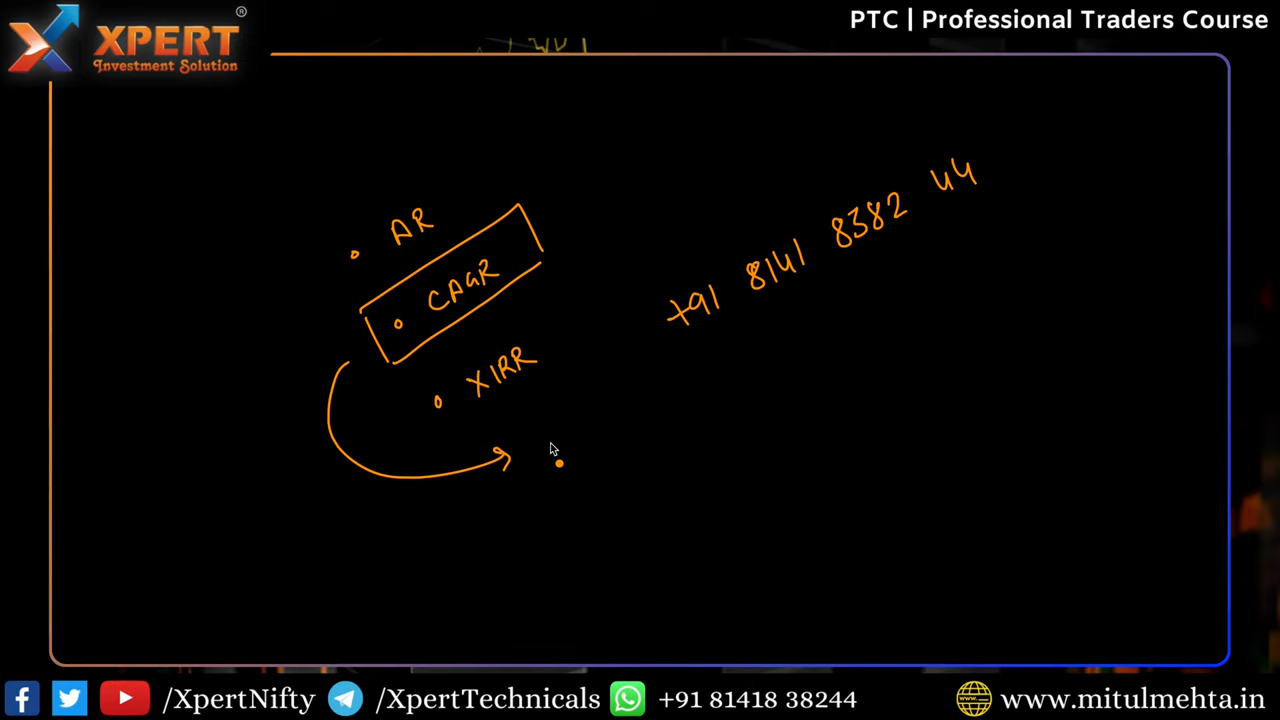 XPERT
Investment Solution
PTC | Professional Traders Course
AR
CAGR
XIRR
+91 8141 8382 44
/XpertNifty
/XpertTechnicals
+91 81418 38244
www.mitulmehta.in